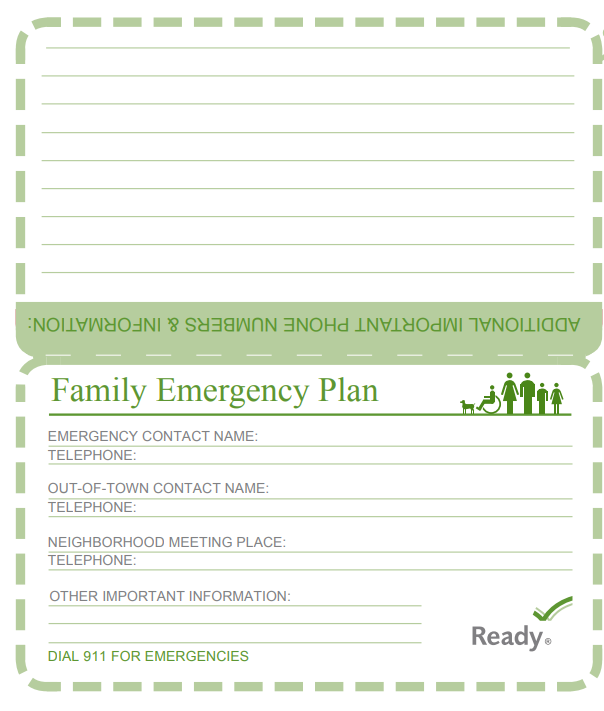 ADDITIONAL IMPORTANT PHONE NUMBERS & INFORMATION:
Family Emergency Plan
EMERGENCY CONTACT NAME:
TELEPHONE:
OUT-OF-TOWN CONTACT NAME:
TELEPHONE:
NEIGHBORHOOD MEETING PLACE:
TELEPHONE:
OTHER IMPORTANT INFORMATION:
Ready®
DIAL 911 FOR EMERGENCIES